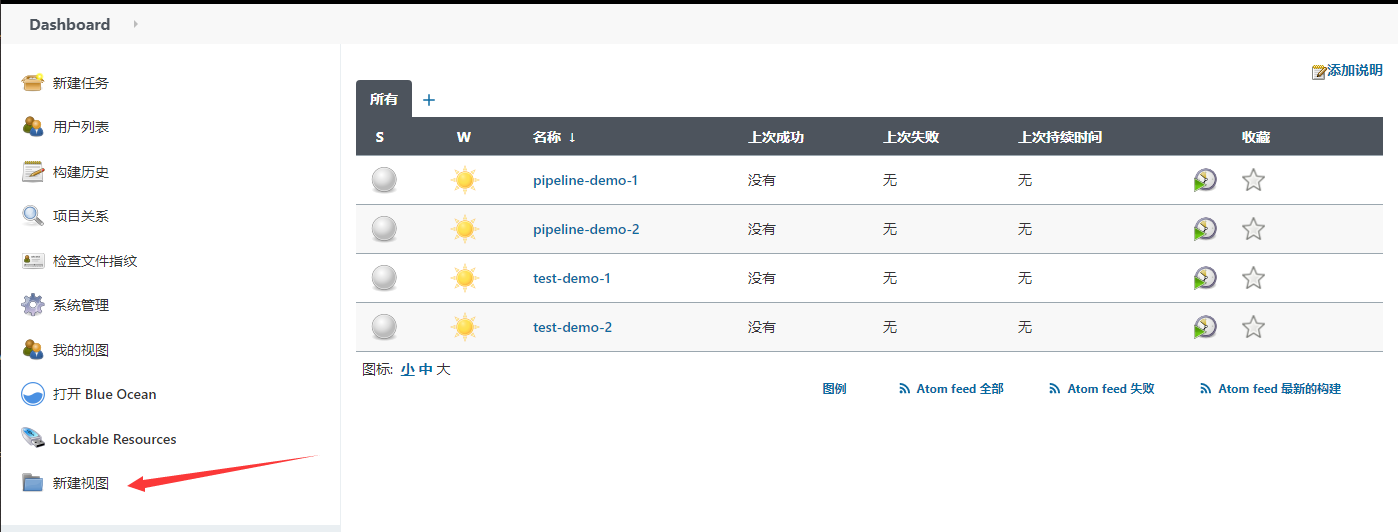 Dashboard
新建任务
用户列表
构建历史
项目关系
检查文件指纹
系统管理
我的视图
打开 Blue Ocean
Lockable Resources
新建视图
添加说明
所有 +
S W 名称 ↓ 上次成功 上次失败 上次持续时间 收藏
pipeline-demo-1 没有 无 无
pipeline-demo-2 没有 无 无
test-demo-1 没有 无 无
test-demo-2 没有 无 无
图标: 小 中 大
图例 Atom feed 全部 Atom feed 失败 Atom feed 最新的构建